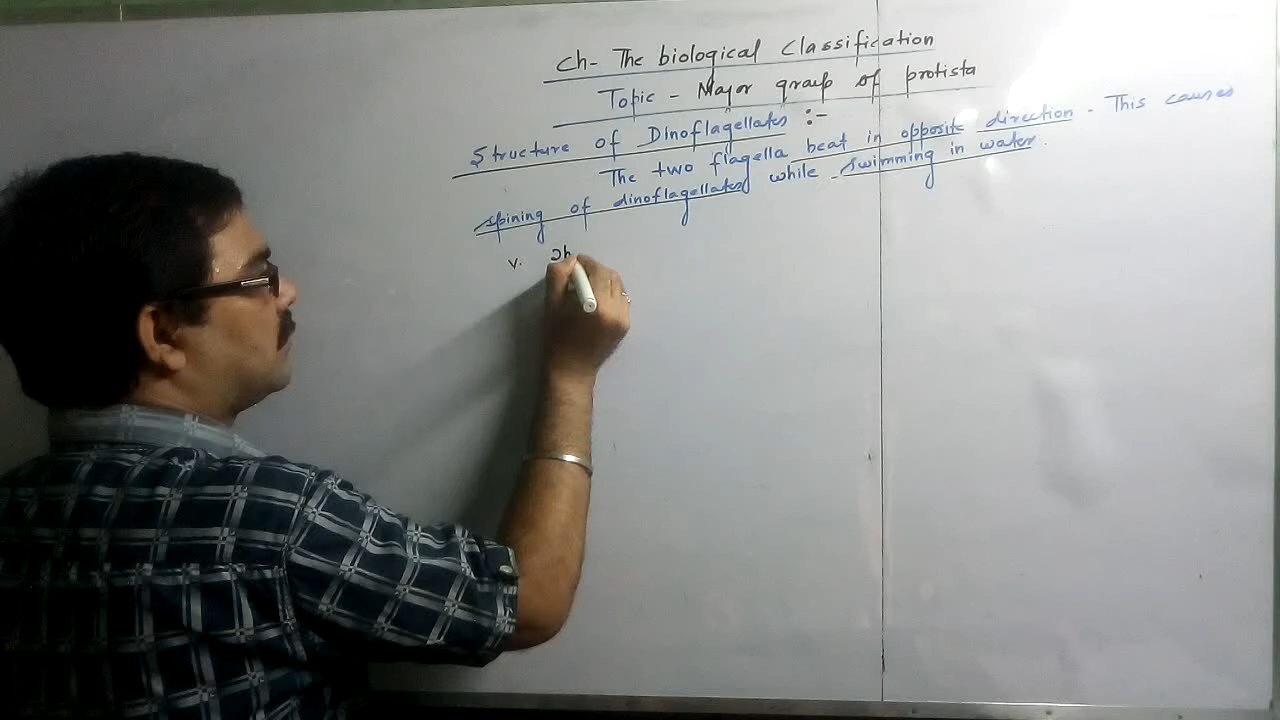 Ch- The biological Classification
Topic - Major group of protista
Structure of Dinoflagellates :-
The two flagella beat in opposite direction. This causes
spining of dinoflagellates while swimming in water.
v.